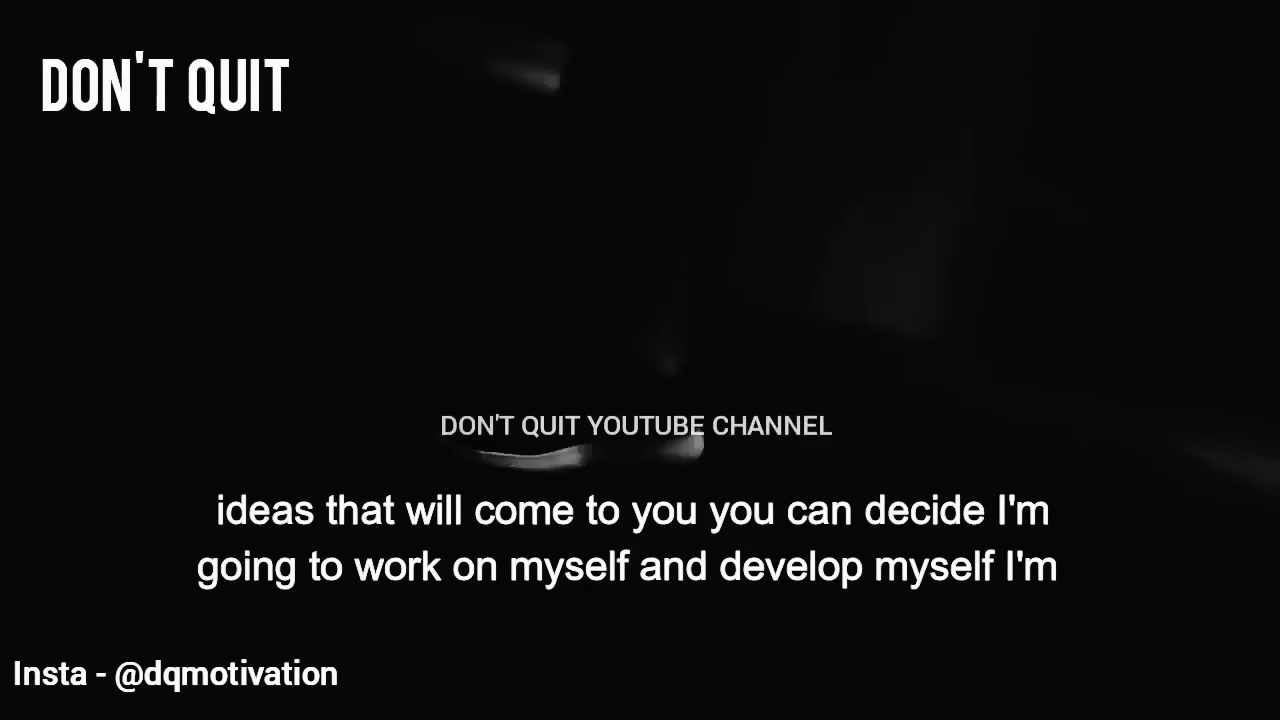 DON'T QUIT
DON'T QUIT YOUTUBE CHANNEL
ideas that will come to you you can decide I'm
going to work on myself and develop myself I'm
Insta - @dqmotivation